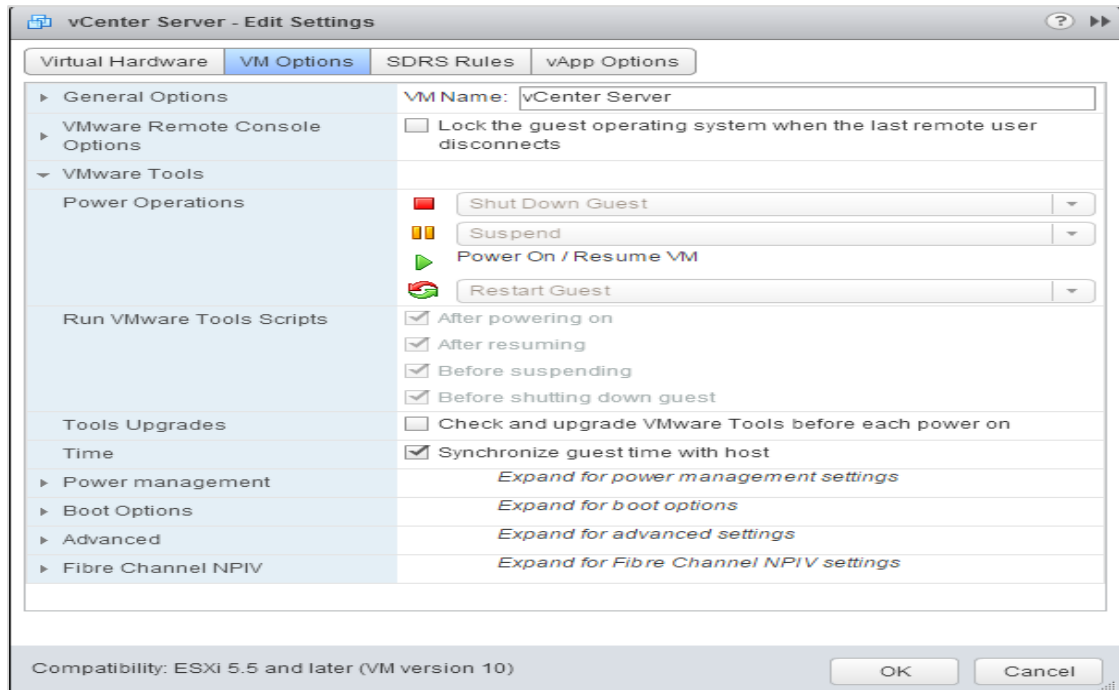 vCenter Server - Edit Settings
?
Virtual Hardware VM Options SDRS Rules vApp Options
General Options VM Name: vCenter Server
VMware Remote Console Options Lock the guest operating system when the last remote user
disconnects
VMware Tools
Power Operations Shut Down Guest
Suspend
Power On / Resume VM
Restart Guest
Run VMware Tools Scripts After powering on
After resuming
Before suspending
Before shutting down guest
Tools Upgrades Check and upgrade VMware Tools before each power on
Time Synchronize guest time with host
Power management Expand for power management settings
Boot Options Expand for boot options
Advanced Expand for advanced settings
Fibre Channel NPIV Expand for Fibre Channel NPIV settings
Compatibility: ESXi 5.5 and later (VM version 10) OK Cancel